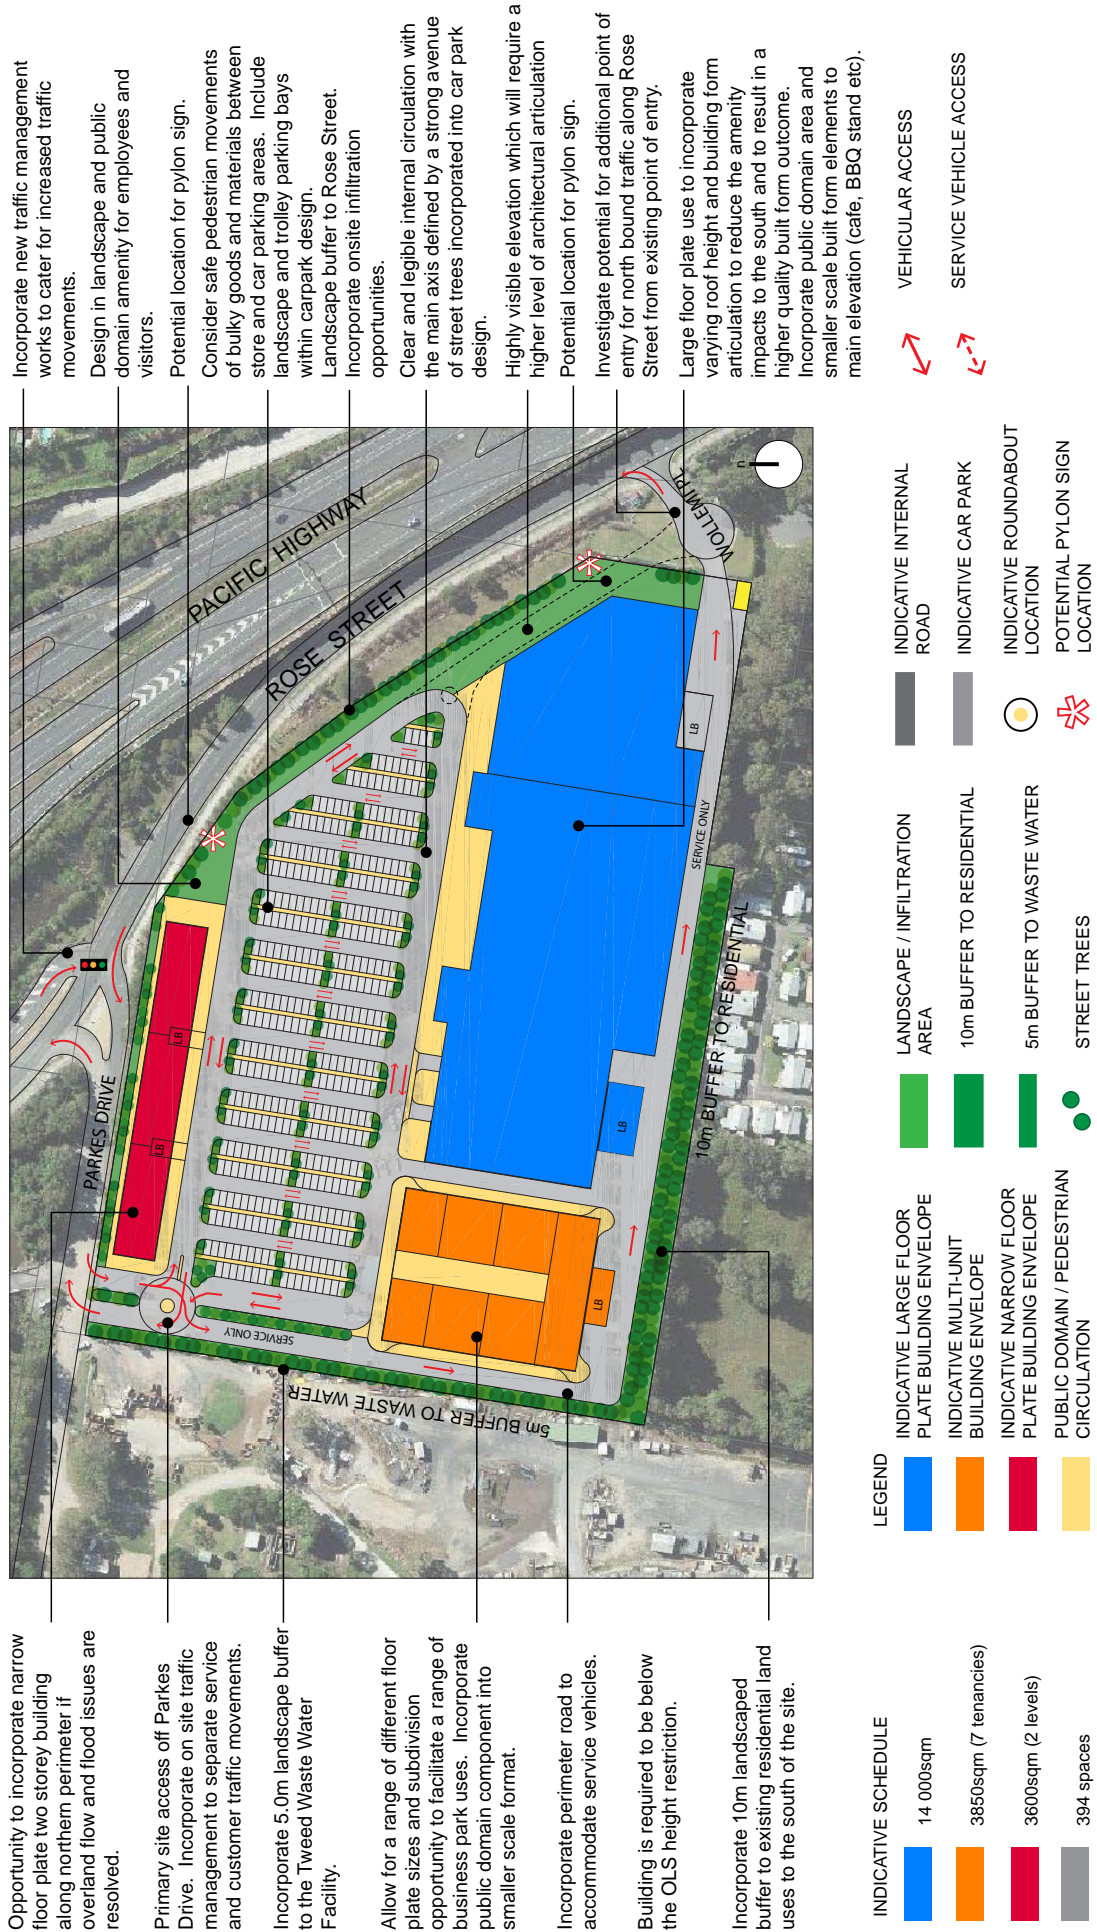 Opportunity to incorporate narrow
floor plate two storey building
along northern perimeter if
overland flow and flood issues are
resolved.
Primary site access off Parkes
Drive. Incorporate on site traffic
management to separate service
and customer traffic movements.
Incorporate 5.0m landscape buffer
to the Tweed Waste Water
Facility.
Allow for a range of different floor
plate sizes and subdivision
opportunity to facilitate a range of
business park uses. Incorporate
public domain component into
smaller scale format.
Incorporate perimeter road to
accommodate service vehicles.
Building is required to be below
the OLS height restriction.
Incorporate 10m landscaped
buffer to existing residential land
uses to the south of the site.
PACIFIC HIGHWAY
ROSE STREET
PARKES DRIVE
WOLLEMI PL
n
LB
LB
LB
LB
LB
SERVICE ONLY
SERVICE ONLY
5m BUFFER TO WASTE WATER
10m BUFFER TO RESIDENTIAL
Incorporate new traffic management
works to cater for increased traffic
movements.
Design in landscape and public
domain amenity for employees and
visitors.
Potential location for pylon sign.
Consider safe pedestrian movements
of bulky goods and materials between
store and car parking areas. Include
landscape and trolley parking bays
within carpark design.
Landscape buffer to Rose Street.
Incorporate onsite infiltration
opportunities.
Clear and legible internal circulation with
the main axis defined by a strong avenue
of street trees incorporated into car park
design.
Highly visible elevation which will require a
higher level of architectural articulation
Potential location for pylon sign.
Investigate potential for additional point of
entry for north bound traffic along Rose
Street from existing point of entry.
Large floor plate use to incorporate
varying roof height and building form
articulation to reduce the amenity
impacts to the south and to result in a
higher quality built form outcome.
Incorporate public domain area and
smaller scale built form elements to
main elevation (cafe, BBQ stand etc).
INDICATIVE SCHEDULE
14 000sqm
3850sqm (7 tenancies)
3600sqm (2 levels)
394 spaces
LEGEND
INDICATIVE LARGE FLOOR
PLATE BUILDING ENVELOPE
INDICATIVE MULTI-UNIT
BUILDING ENVELOPE
INDICATIVE NARROW FLOOR
PLATE BUILDING ENVELOPE
PUBLIC DOMAIN / PEDESTRIAN
CIRCULATION
LANDSCAPE / INFILTRATION
AREA
10m BUFFER TO RESIDENTIAL
5m BUFFER TO WASTE WATER
STREET TREES
INDICATIVE INTERNAL
ROAD
INDICATIVE CAR PARK
INDICATIVE ROUNDABOUT
LOCATION
POTENTIAL PYLON SIGN
LOCATION
VEHICULAR ACCESS
SERVICE VEHICLE ACCESS